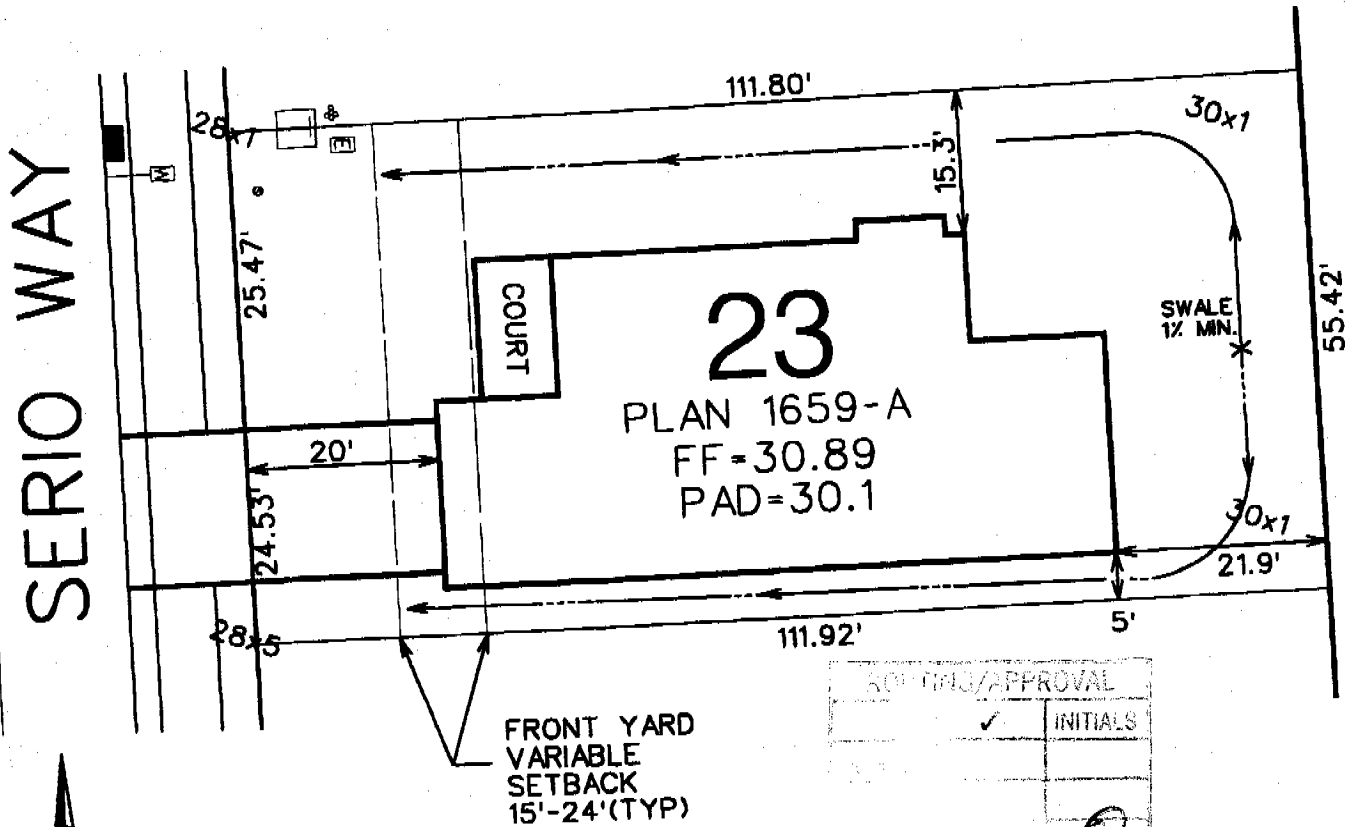 111.80'
30x1
28x1
E
W
15.3'
SERIO WAY
25.47'
COURT
23
SWALE
1% MIN.
55.42'
PLAN 1659-A
FF=30.89
PAD=30.1
20'
24.53'
30x1
21.9'
28x5
5'
111.92'
FRONT YARD
VARIABLE
SETBACK
15'-24'(TYP)
/APPROVAL
✓ INITIALS